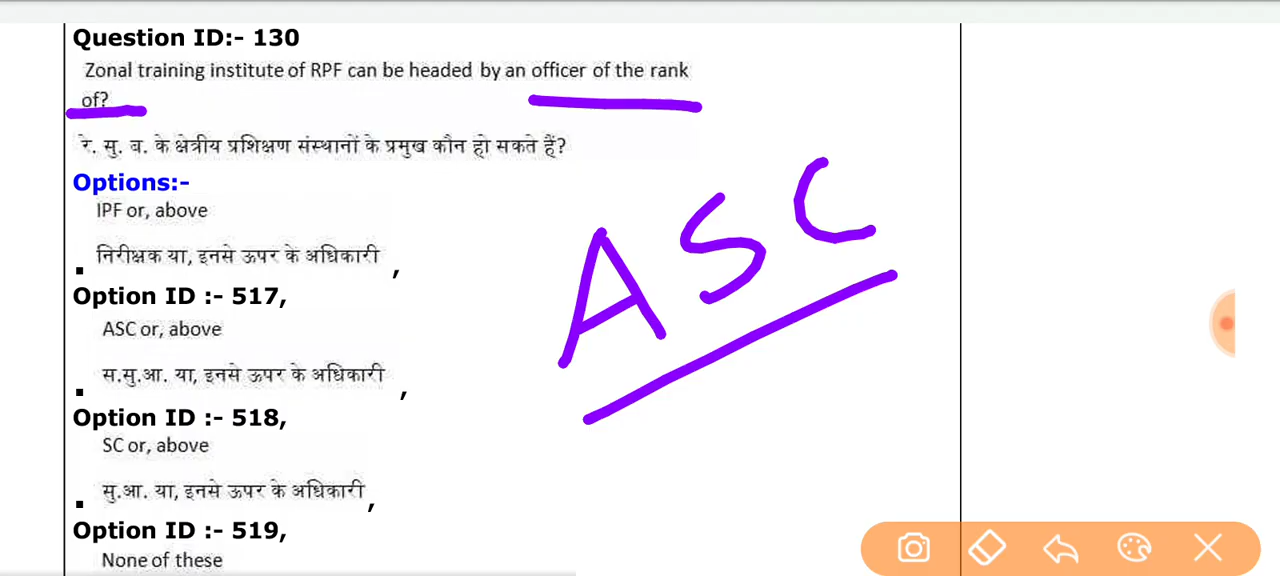 Question ID:- 130
Zonal training institute of RPF can be headed by an officer of the rank
of?
रे. सु. ब. के क्षेत्रीय प्रशिक्षण संस्थानों के प्रमुख कौन हो सकते हैं?
Options:-
IPF or, above
निरीक्षक या, इनसे ऊपर के अधिकारी ,
Option ID :- 517,
ASC or, above
स.सु.आ. या, इनसे ऊपर के अधिकारी ,
Option ID :- 518,
SC or, above
सु.आ. या, इनसे ऊपर के अधिकारी ,
Option ID :- 519,
None of these
ASC